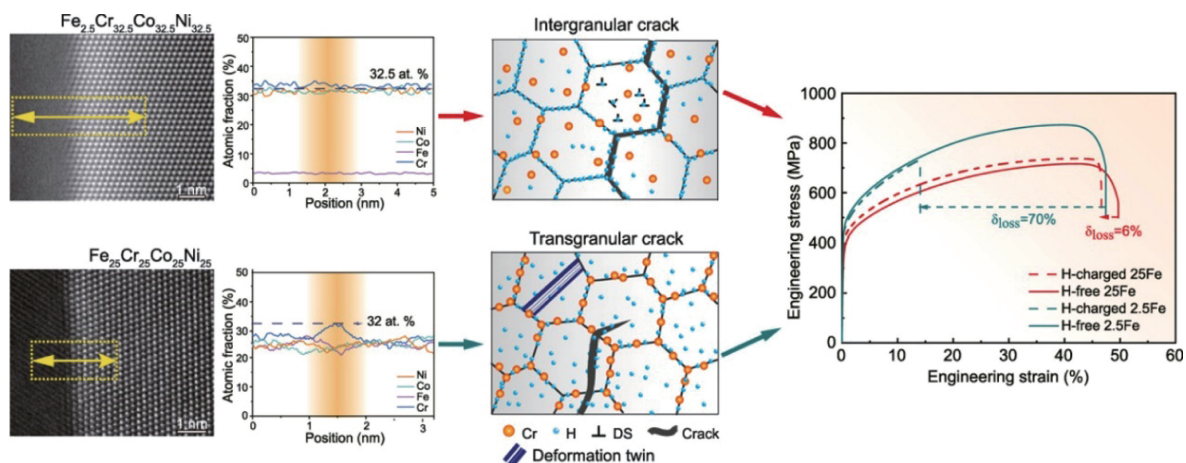 Fe2.5Cr32.5Co32.5Ni32.5
1 nm
Atomic fraction (%)
50
40
30
20
10
0
32.5 at. %
Ni
Co
Fe
Cr
0 1 2 3 4 5
Position (nm)
Intergranular crack
Fe25Cr25Co25Ni25
1 nm
Atomic fraction (%)
50
40
30
20
10
0
32 at. %
Ni
Co
Fe
Cr
0 1 2 3
Position (nm)
Transgranular crack
Cr H DS Crack
Deformation twin
Engineering stress (MPa)
1000
800
600
400
200
0
δloss=70%
δloss=6%
H-charged 25Fe
H-free 25Fe
H-charged 2.5Fe
H-free 2.5Fe
0 10 20 30 40 50 60
Engineering strain (%)